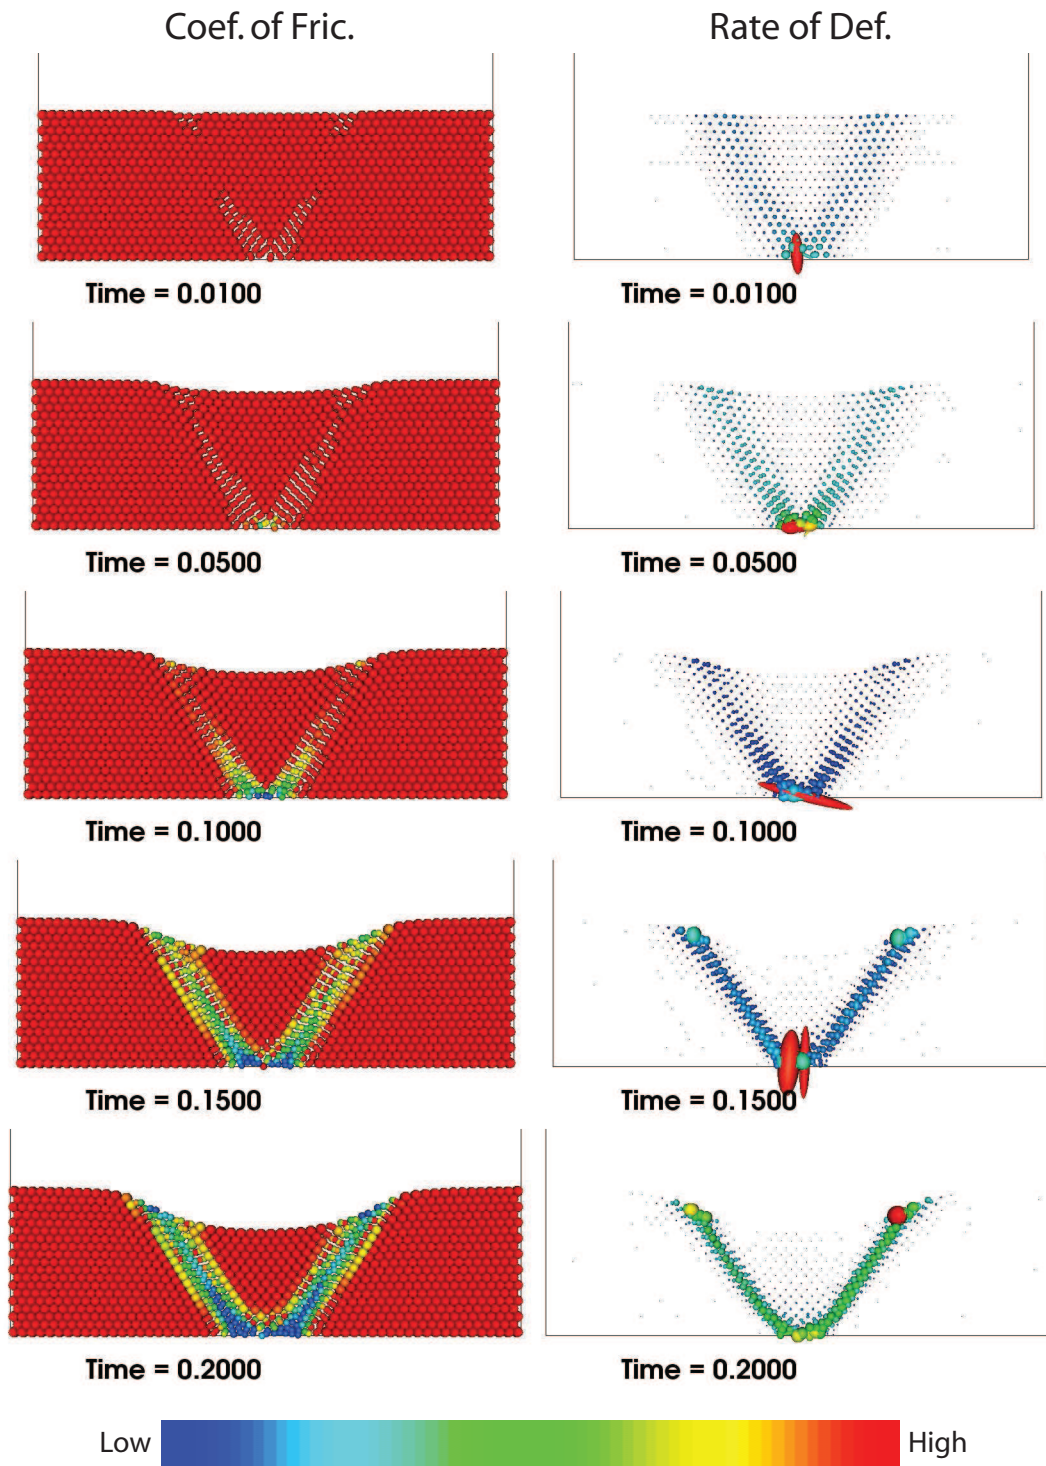 Coef. of Fric. Rate of Def.
Time = 0.0100 Time = 0.0100
Time = 0.0500 Time = 0.0500
Time = 0.1000 Time = 0.1000
Time = 0.1500 Time = 0.1500
Time = 0.2000 Time = 0.2000
Low High